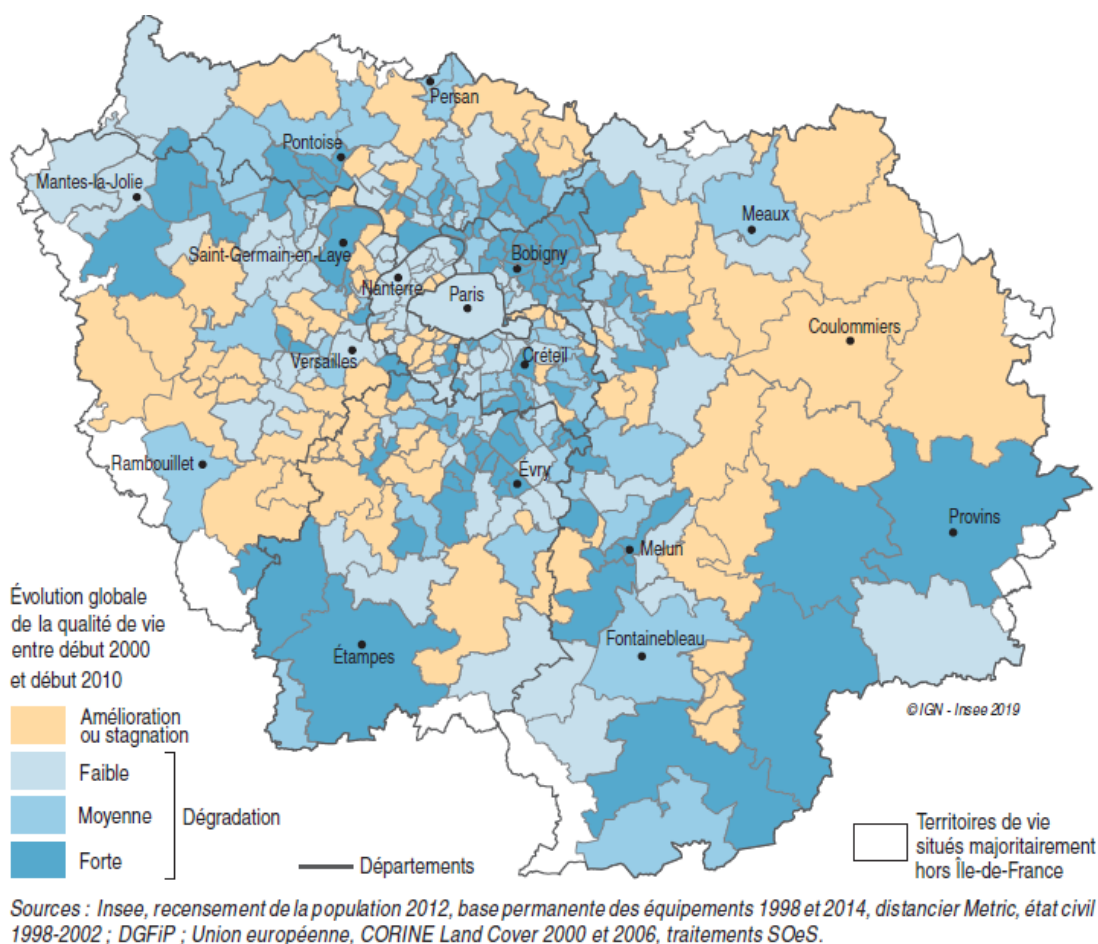 Persan
Pontoise
Mantes-la-Jolie
Meaux
Saint-Germain-en-Laye
Bobigny
Nanterre
Paris
Coulommiers
Versailles
Créteil
Rambouillet
Évry
Provins
Melun
Évolution globale
de la qualité de vie
entre début 2000
et début 2010
Fontainebleau
Étampes
©IGN - Insee 2019
Amélioration
ou stagnation
Faible
Moyenne
Dégradation
Forte
Départements
Territoires de vie
situés majoritairement
hors Île-de-France
Sources : Insee, recensement de la population 2012, base permanente des équipements 1998 et 2014, distancier Metric, état civil
1998-2002 ; DGFiP ; Union européenne, CORINE Land Cover 2000 et 2006, traitements SOeS.